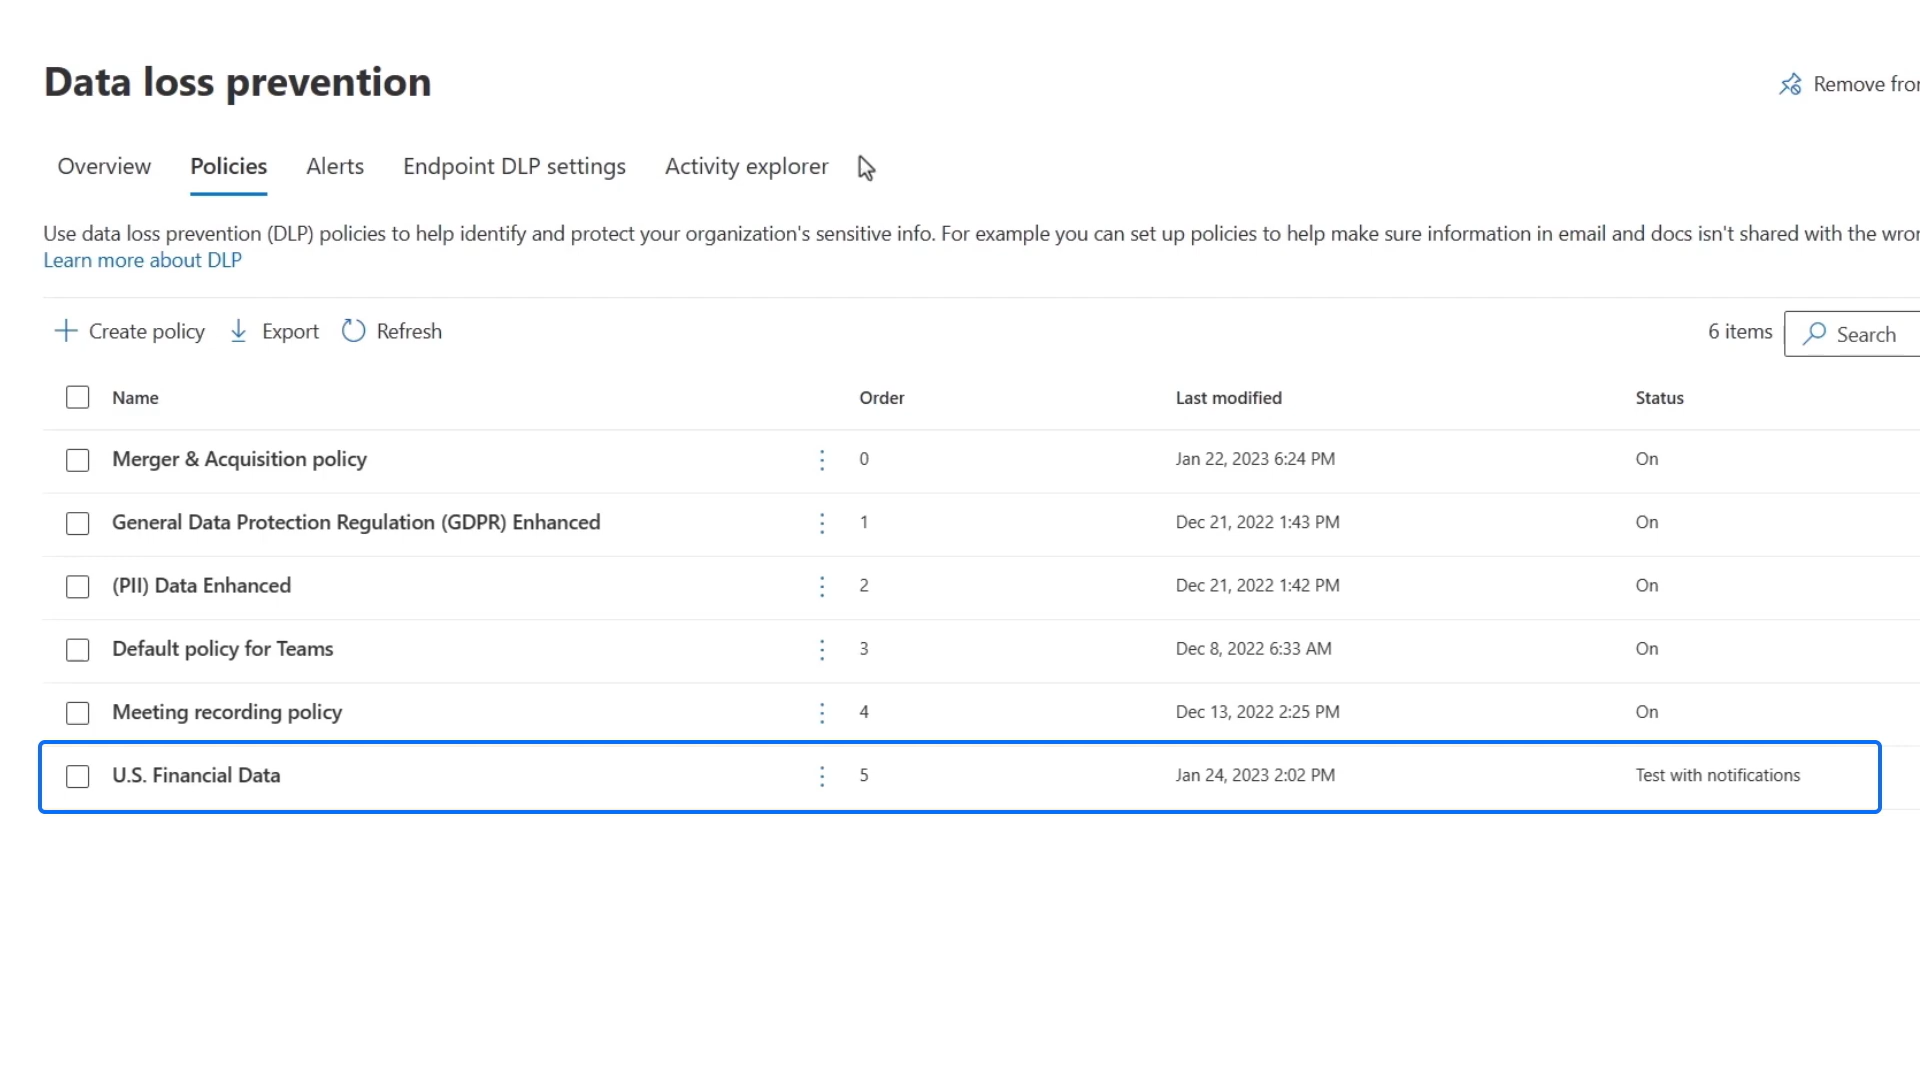 Data loss prevention
Remove
Overview Policies Alerts Endpoint DLP settings Activity explorer
Use data loss prevention (DLP) policies to help identify and protect your organization's sensitive info. For example you can set up policies to help make sure information in email and docs isn't shared with the
Learn more about DLP
Create policy Export Refresh 6 items Search
Name Order Last modified Status
Merger & Acquisition policy 0 Jan 22, 2023 6:24 PM On
General Data Protection Regulation (GDPR) Enhanced 1 Dec 21, 2022 1:43 PM On
(PII) Data Enhanced 2 Dec 21, 2022 1:42 PM On
Default policy for Teams 3 Dec 8, 2022 6:33 AM On
Meeting recording policy 4 Dec 13, 2022 2:25 PM On
U.S. Financial Data 5 Jan 24, 2023 2:02 PM Test with notifications